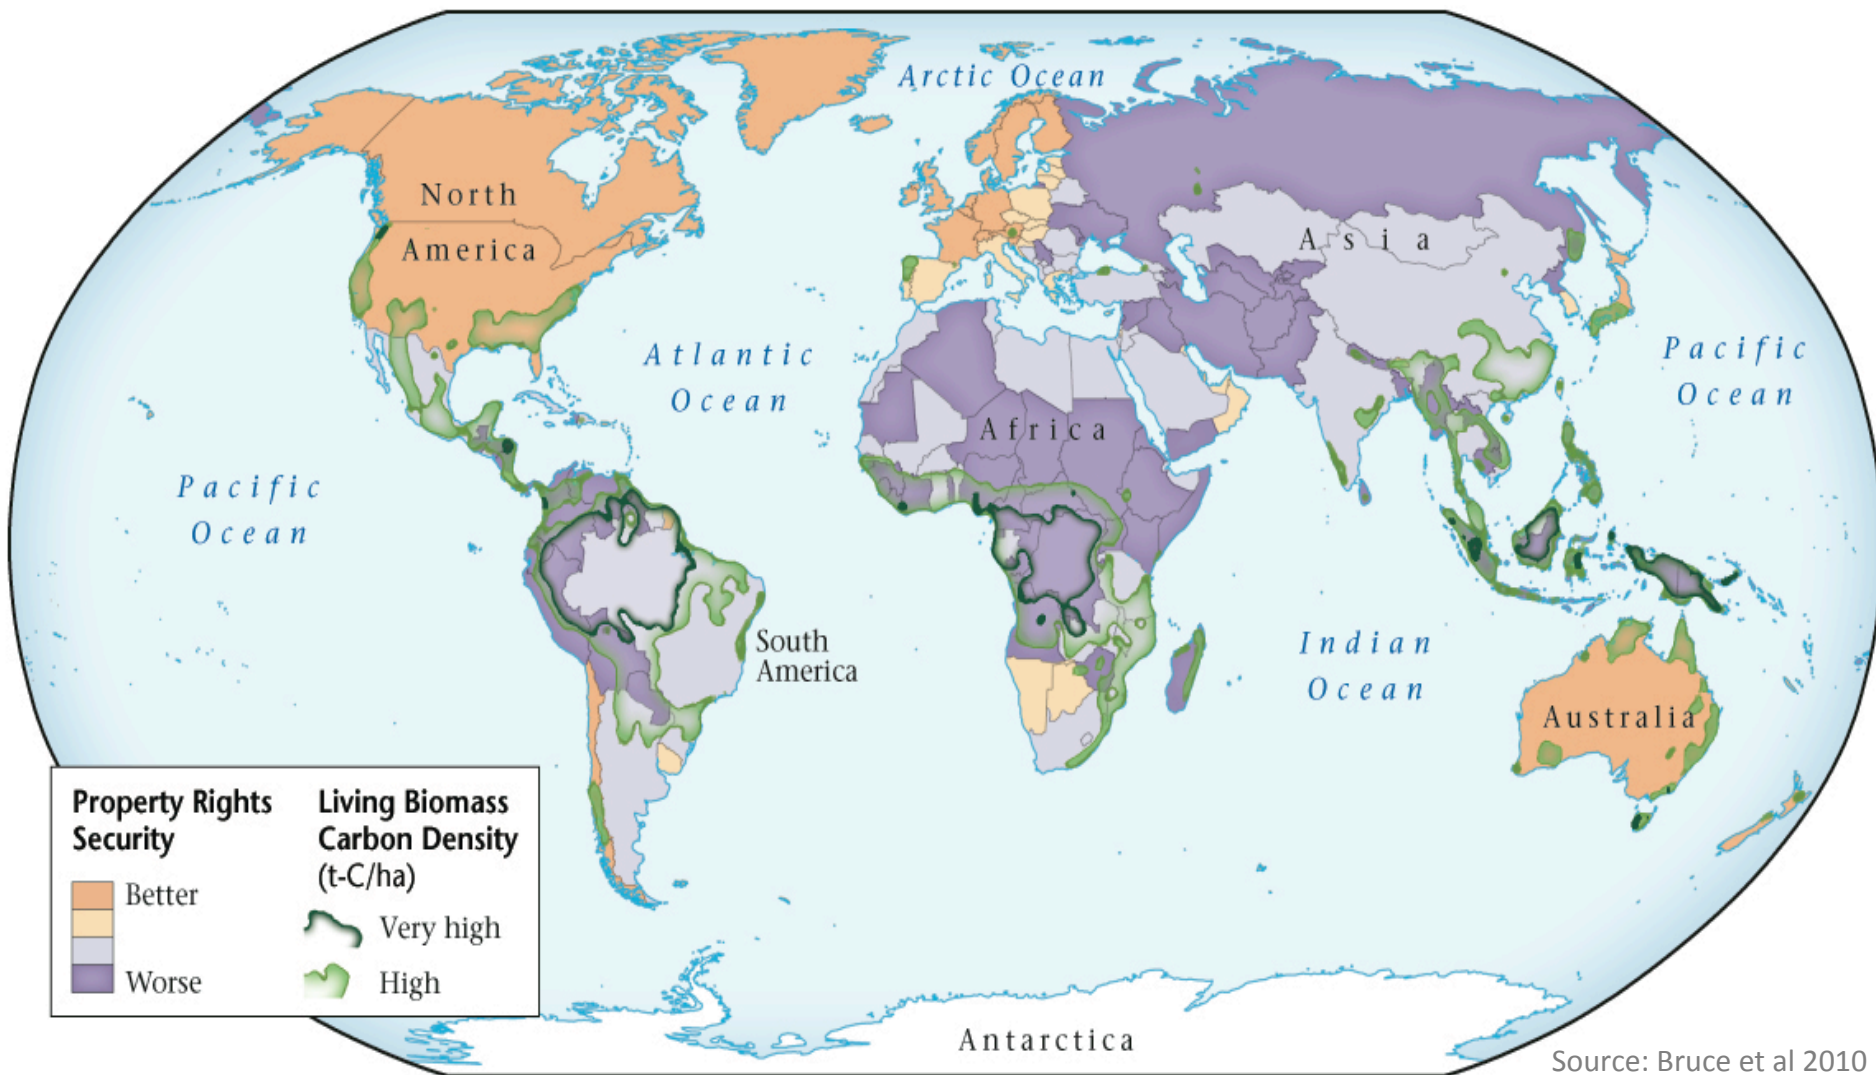 Arctic Ocean
North
America
Asia
Atlantic
Ocean
Pacific
Ocean
Africa
Pacific
Ocean
South
America
Indian
Ocean
Australia
Property Rights
Security
Better
Worse
Living Biomass
Carbon Density
(t-C/ha)
Very high
High
Antarctica
Source: Bruce et al 2010